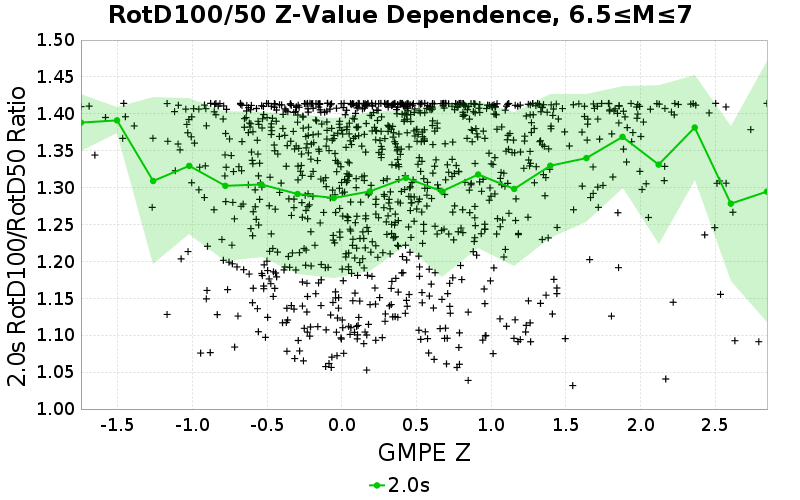 RotD100/50 Z-Value Dependence, 6.5≤M≤7
1.50
1.45
1.40
1.35
1.30
1.25
1.20
1.15
1.10
1.05
1.00
2.0s RotD100/RotD50 Ratio
-1.5 -1.0 -0.5 0.0 0.5 1.0 1.5 2.0 2.5
GMPE Z
2.0s